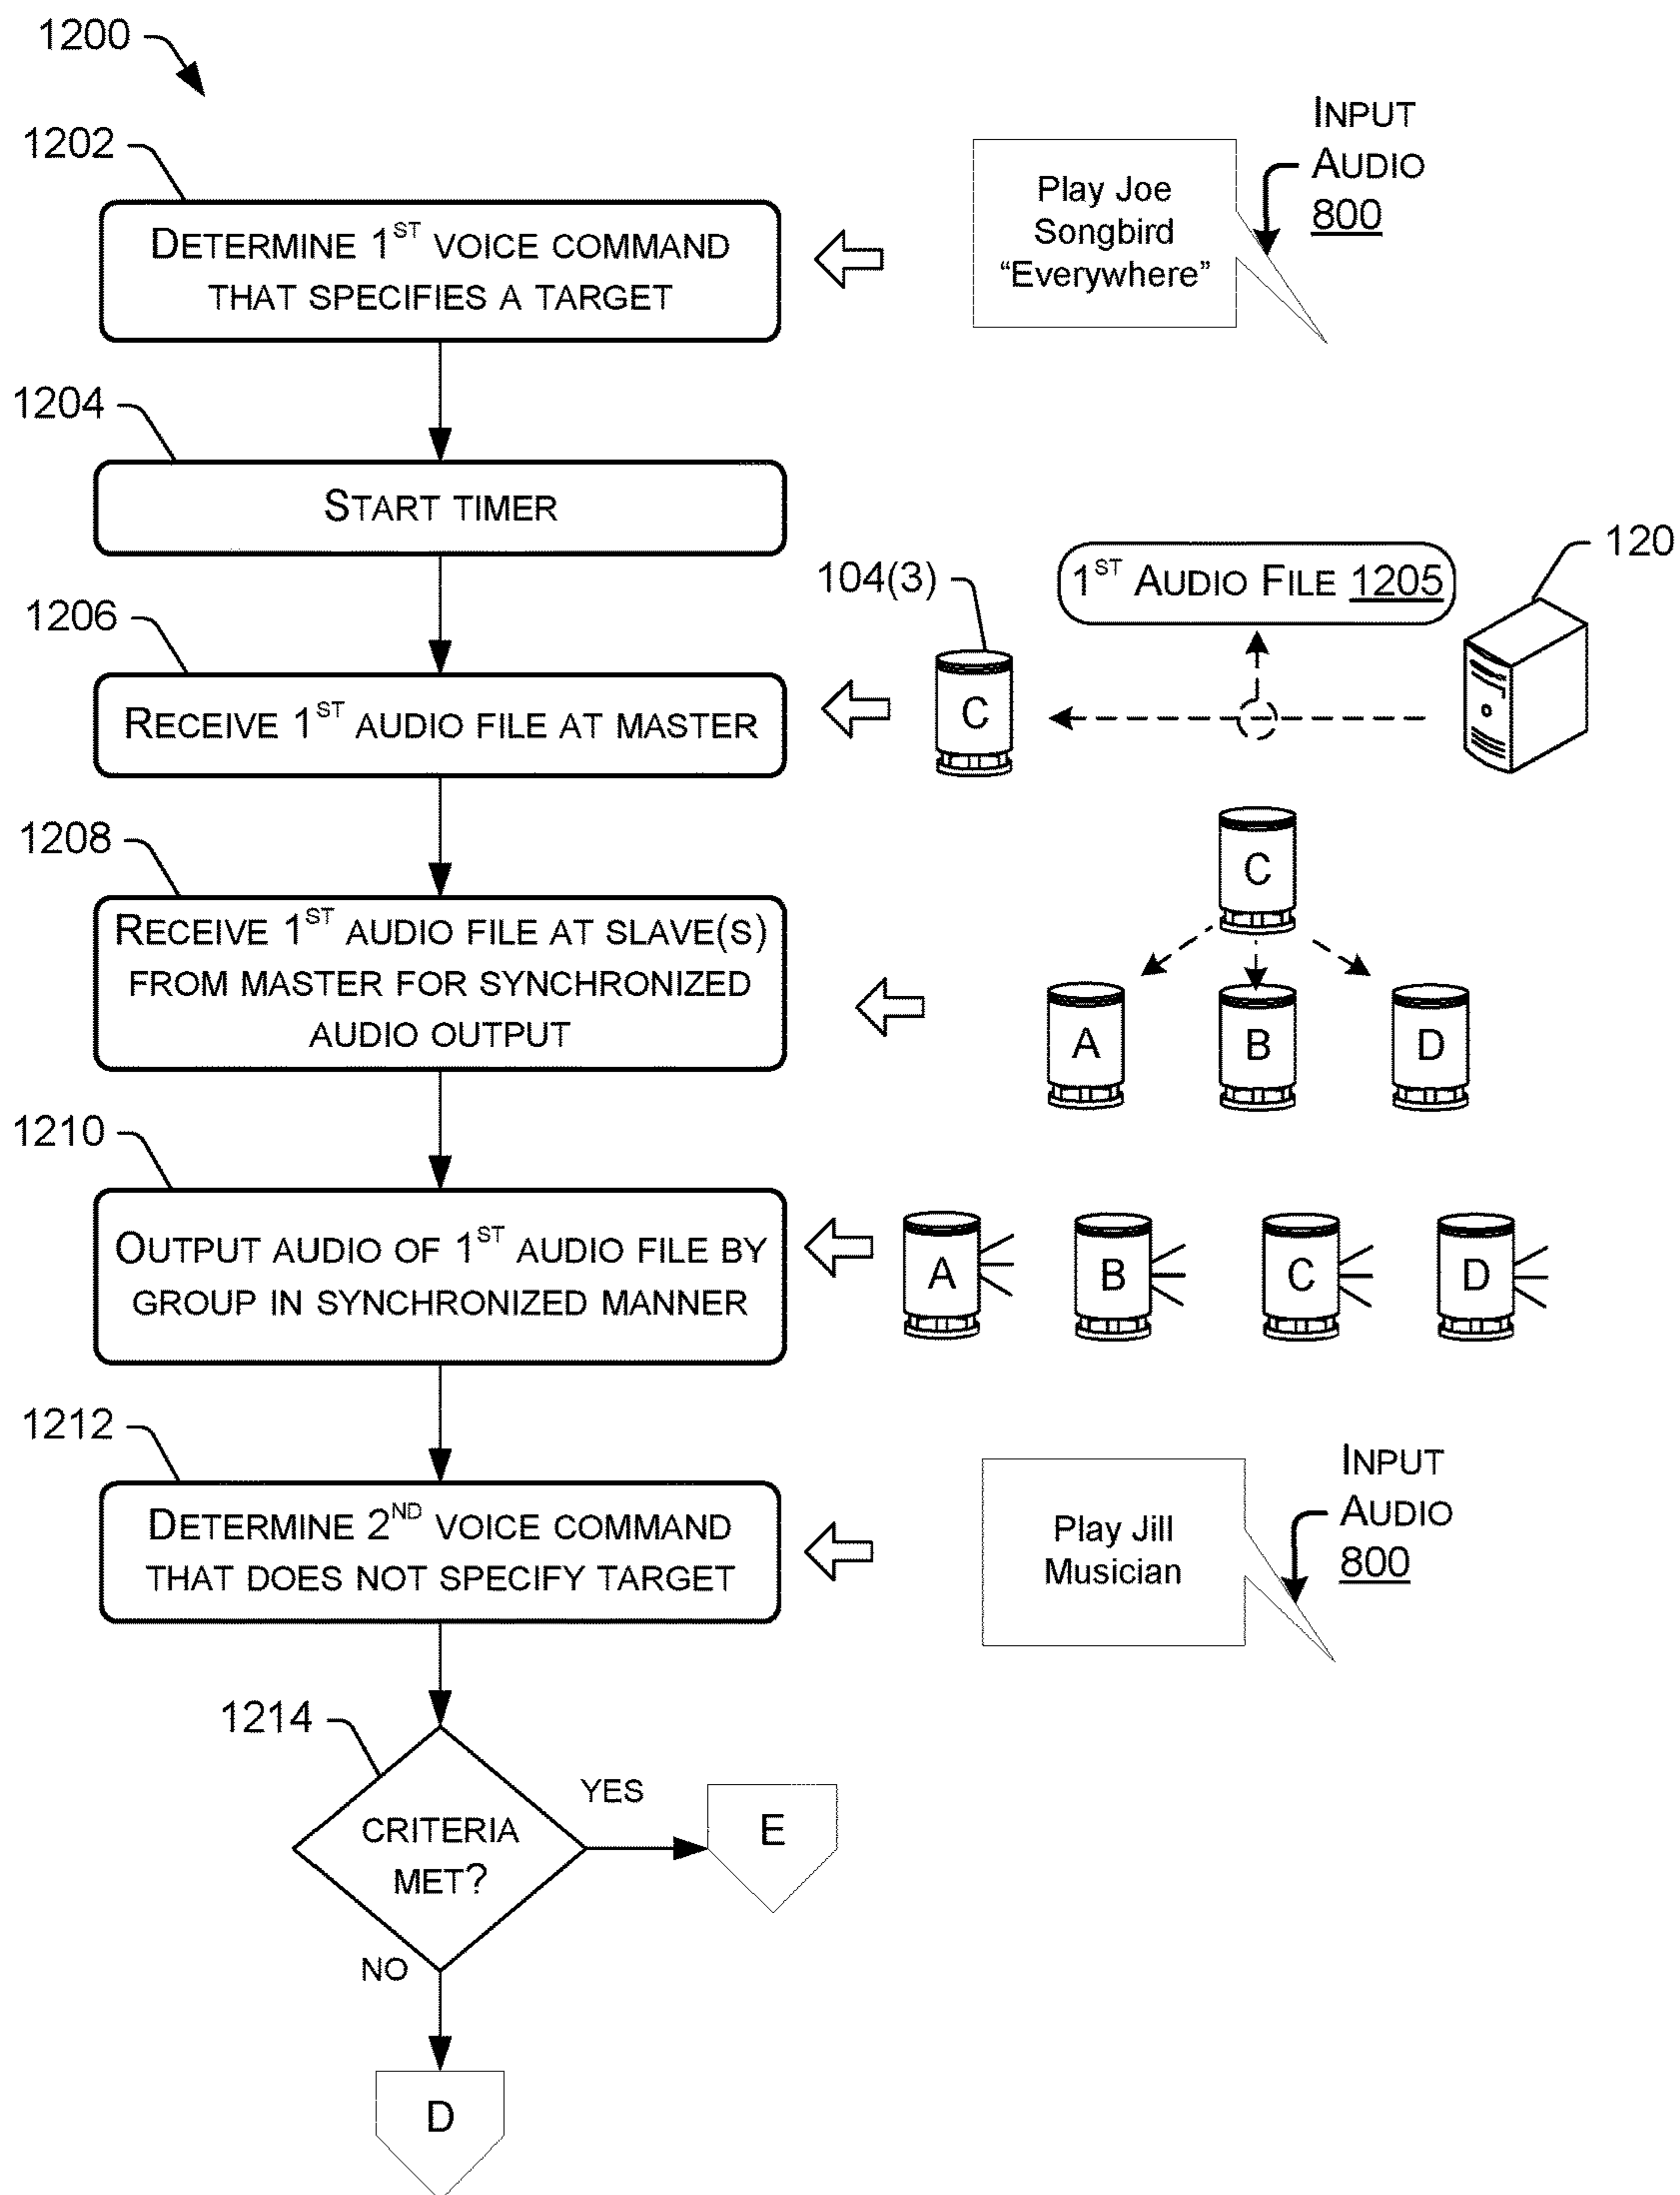 1200
1202
DETERMINE 1ST VOICE COMMAND
THAT SPECIFIES A TARGET
Play Joe
Songbird
“Everywhere”
INPUT
AUDIO
800
1204
START TIMER
1206
RECEIVE 1ST AUDIO FILE AT MASTER
104(3)
C
1ST AUDIO FILE 1205
120
1208
RECEIVE 1ST AUDIO FILE AT SLAVE(S)
FROM MASTER FOR SYNCHRONIZED
AUDIO OUTPUT
C
A
B
D
1210
OUTPUT AUDIO OF 1ST AUDIO FILE BY
GROUP IN SYNCHRONIZED MANNER
A
B
C
D
1212
DETERMINE 2ND VOICE COMMAND
THAT DOES NOT SPECIFY TARGET
Play Jill
Musician
INPUT
AUDIO
800
1214
CRITERIA
MET?
YES
E
NO
D